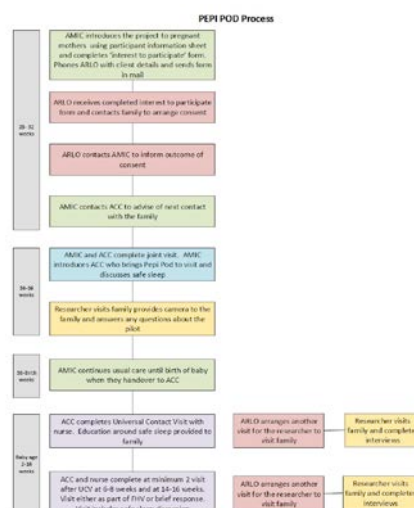 PEPI POD Process
AMIC introduces the project to pregnant
mothers using participant information sheet
and completes 'interest to participate' form.
Phones ARLO with client details and sends form
in mail
ARLO receives completed interest to participate
form and contacts family to arrange consent
ARLO contacts AMIC to inform outcome of
consent
AMIC contacts ACC to advise of next contact
with the family
weeks
AMIC and ACC complete joint visit. AMIC
introduces ACC who brings Pepi Pod to visit and
discusses safe sleep
weeks
Researcher visits family provides camera to the
family and answers any questions about the
pilot
weeks
AMIC continues usual care until birth of baby
when they handover to ACC
Baby age
weeks
ACC completes Universal Contact Visit with
nurse. Education around safe sleep provided to
family
ARLO arranges another
visit for the researcher to
visit family
Researcher visits
family and completes
interviews
ACC and nurse complete at minimum 2 visit
after UCV at 6-8 weeks and at 14-16 weeks.
Visit either as part of FHV or brief response.
ARLO arranges another
visit for the researcher to
visit family
Researcher visits
family and completes
interviews